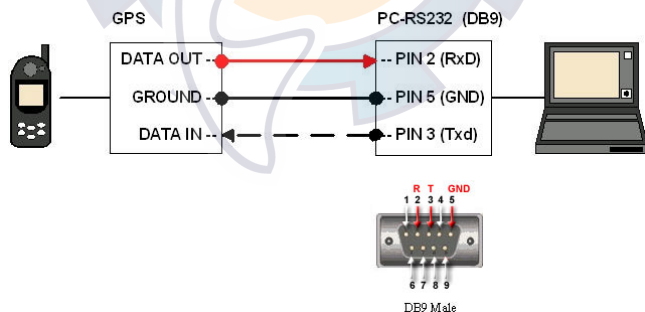 GPS PC-RS232 (DB9)
DATA OUT -- -- PIN 2 (RxD)
GROUND -- -- PIN 5 (GND)
DATA IN -- -- PIN 3 (Txd)
R T GND
1 2 3 4 5
6 7 8 9
DB9 Male